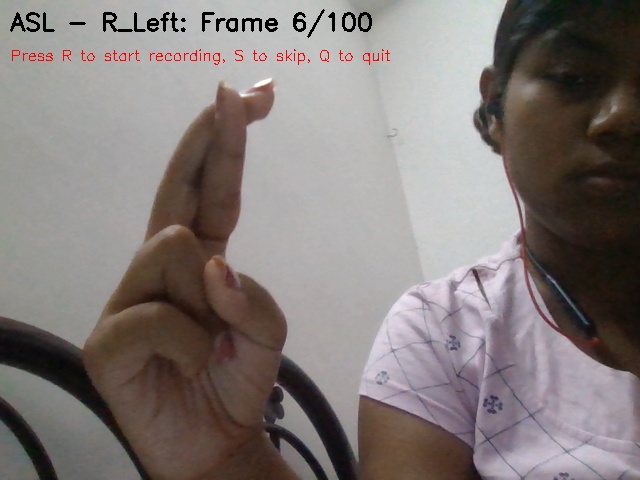 ASL - R_Left: Frame 6/100
Press R to start recording, S to skip, Q to quit